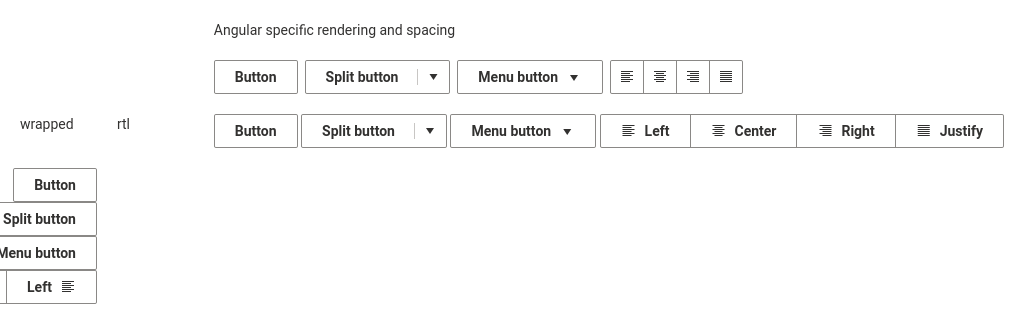 Angular specific rendering and spacing
Button Split button Menu button
wrapped rtl
Button Split button Menu button Left Center Right Justify
Button
Split button
Menu button
Left